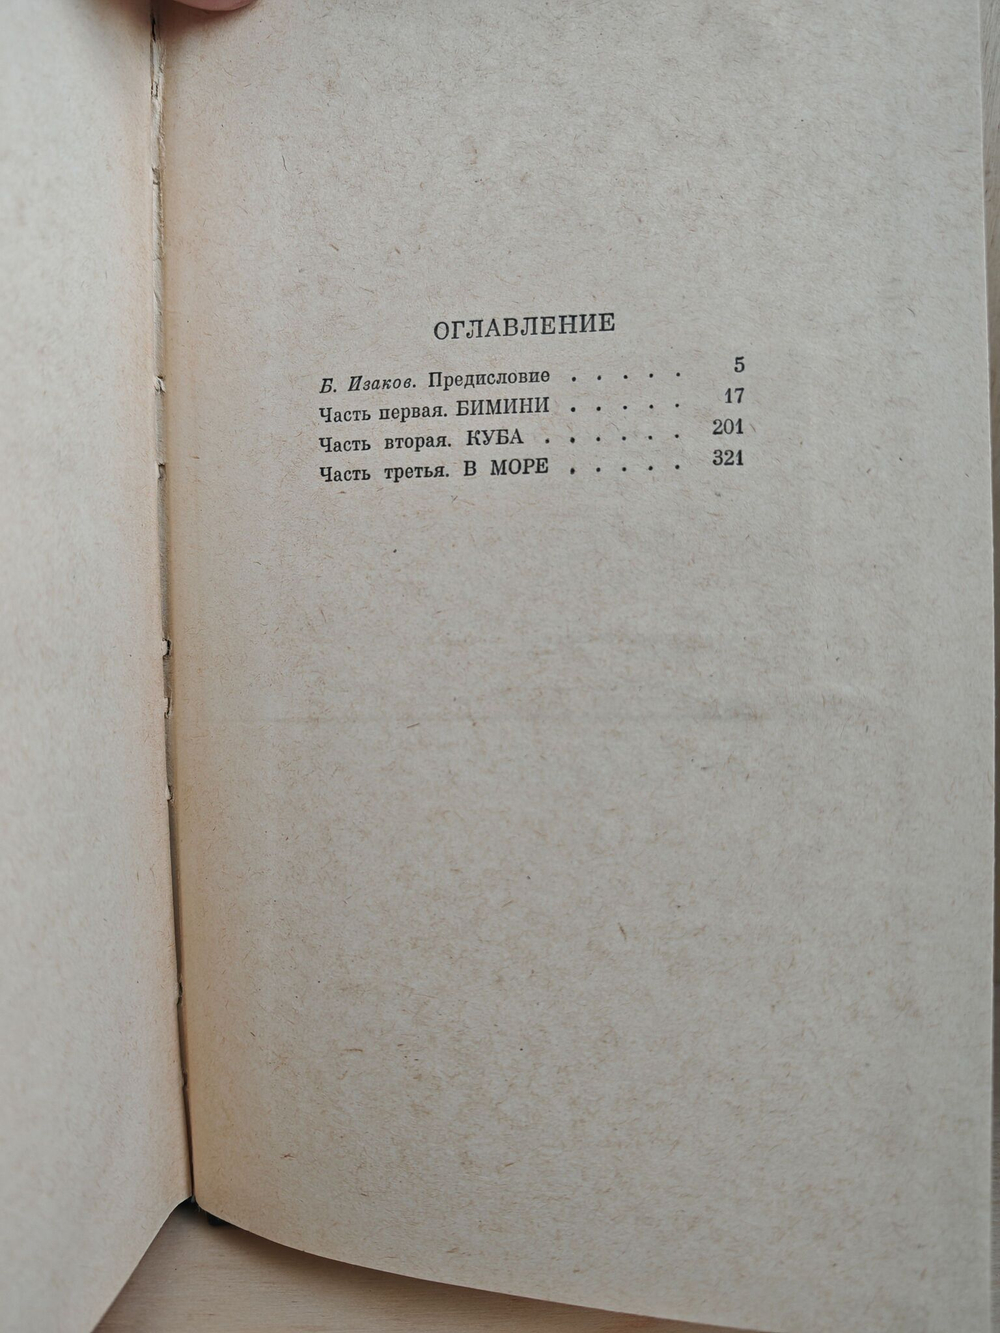 ОГЛАВЛЕНИЕ
Б. Изаков. Предисловие . . . . . 5
Часть первая. БИМИНИ . . . . . 17
Часть вторая. КУБА . . . . . . 201
Часть третья. В МОРЕ . . . . . 321